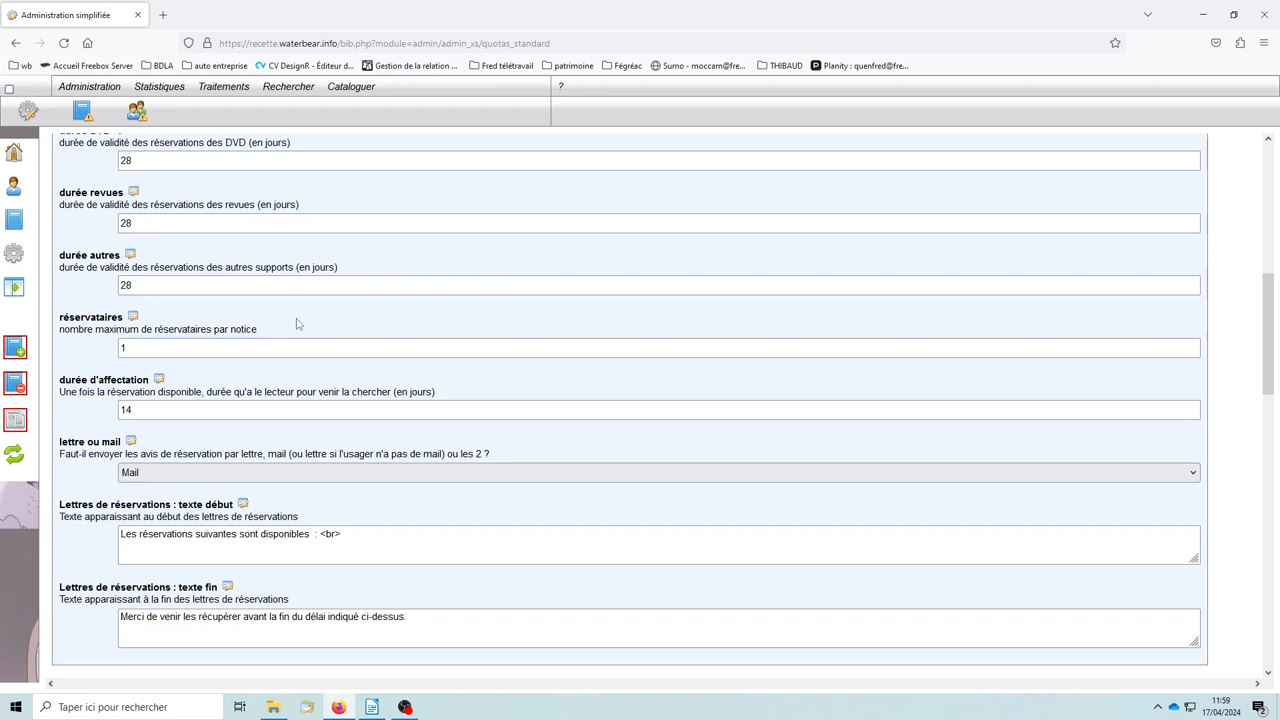 Administration simplifiée
https://recette.waterbear.info/bib.php?module=admin/admin_xs/quotas_standard
wb
Accueil Freebox Server
BDLA
auto entreprise
CV DesignR - Éditeur d...
Gestion de la relation ...
Fred télétravail
patrimoine
Fégréac
Sumo - moccam@fre...
THIBAUD
Planity : quenfred@fre...
Administration Statistiques Traitements Rechercher Cataloguer ?
durée de validité des réservations des DVD (en jours)
28
durée revues
durée de validité des réservations des revues (en jours)
28
durée autres
durée de validité des réservations des autres supports (en jours)
28
réservataires
nombre maximum de réservataires par notice
1
durée d'affectation
Une fois la réservation disponible, durée qu'a le lecteur pour venir la chercher (en jours)
14
lettre ou mail
Faut-il envoyer les avis de réservation par lettre, mail (ou lettre si l'usager n'a pas de mail) ou les 2 ?
Mail
Lettres de réservations : texte début
Texte apparaissant au début des lettres de réservations
Les réservations suivantes sont disponibles : <br>
Lettres de réservations : texte fin
Texte apparaissant à la fin des lettres de réservations
Merci de venir les récupérer avant la fin du délai indiqué ci-dessus.
Taper ici pour rechercher
11:59
17/04/2024
2